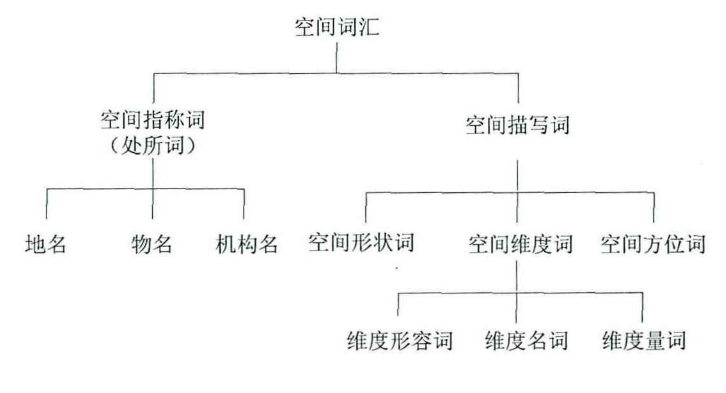 空间词汇
空间指称词
（处所词）
空间描写词
地名
物名
机构名
空间形状词
空间维度词
空间方位词
维度形容词
维度名词
维度量词